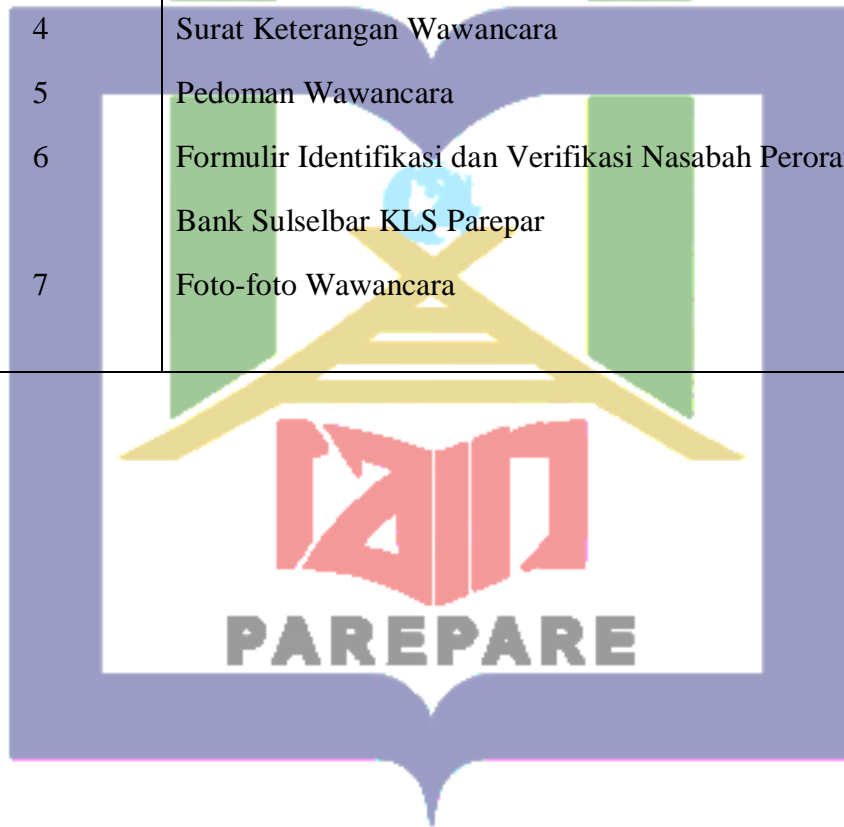 4 Surat Keterangan Wawancara
5 Pedoman Wawancara
6 Formulir Identifikasi dan Verifikasi Nasabah Perora
Bank Sulselbar KLS Parepar
7 Foto-foto Wawancara
iain
PAREPARE